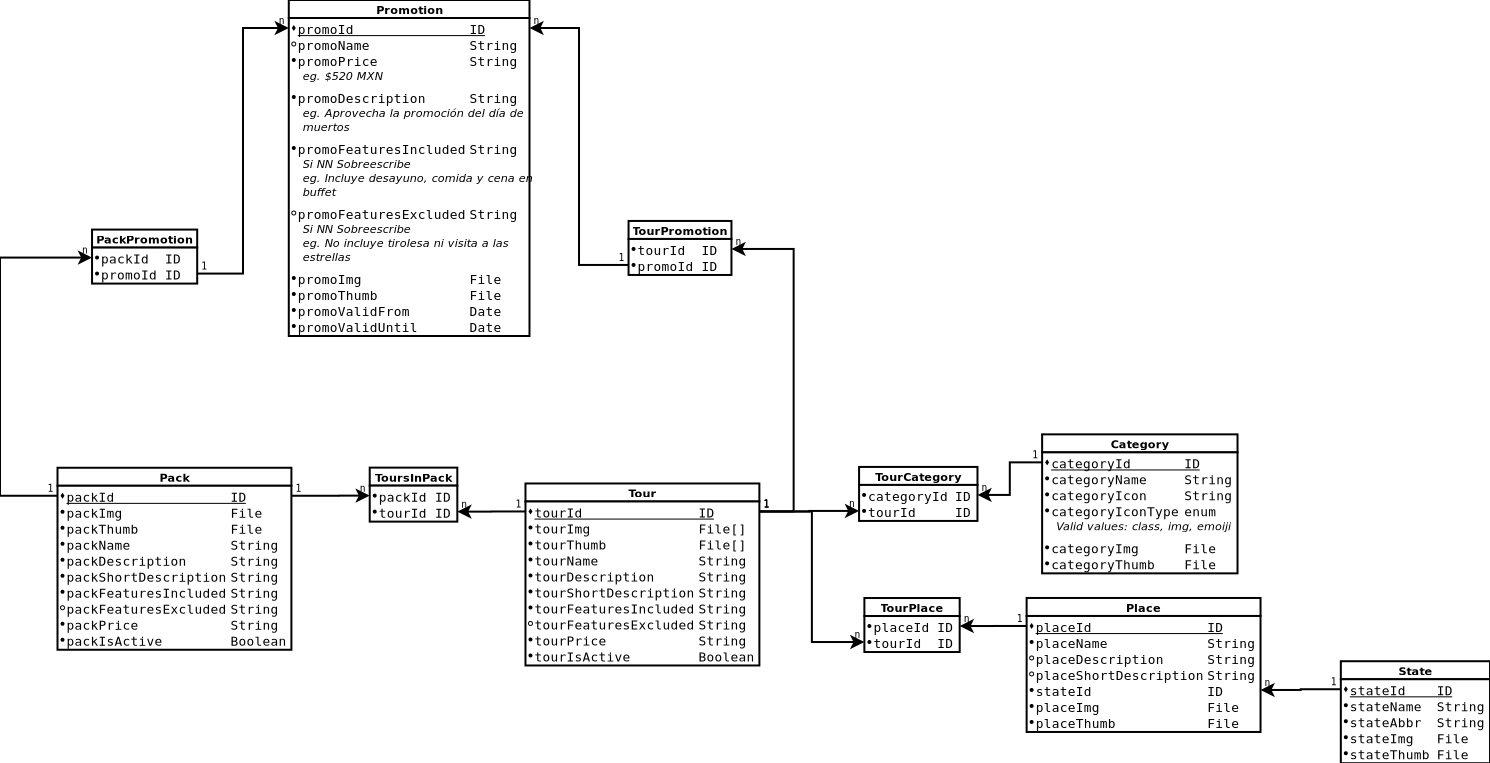 Promotion
promoId ID
promoName String
promoPrice String
eg. $520 MXN
promoDescription String
eg. Aprovecha la promoción del día de
muertos
promoFeaturesIncluded String
Si NN Sobreescribe
eg. Incluye desayuno, comida y cena en
buffet
promoFeaturesExcluded String
Si NN Sobreescribe
eg. No incluye tirolesa ni visita a las
estrellas
promoImg File
promoThumb File
promoValidFrom Date
promoValidUntil Date
n
n
PackPromotion
packId ID
promoId ID
n
1
TourPromotion
tourId ID
promoId ID
1
n
Pack
packId ID
packImg File
packThumb File
packName String
packDescription String
packShortDescription String
packFeaturesIncluded String
packFeaturesExcluded String
packPrice String
packIsActive Boolean
1
1
ToursInPack
packId ID
tourId ID
n
n
Tour
tourId ID
tourImg File[]
tourThumb File[]
tourName String
tourDescription String
tourShortDescription String
tourFeaturesIncluded String
tourFeaturesExcluded String
tourPrice String
tourIsActive Boolean
1
1
TourCategory
categoryId ID
tourId ID
n
n
Category
categoryId ID
categoryName String
categoryIcon String
categoryIconType enum
Valid values: class, img, emoiji
categoryImg File
categoryThumb File
1
TourPlace
placeId ID
tourId ID
n
n
Place
placeId ID
placeName String
placeDescription String
placeShortDescription String
stateId ID
placeImg File
placeThumb File
1
n
State
stateId ID
stateName String
stateAbbr String
stateImg File
stateThumb File
1